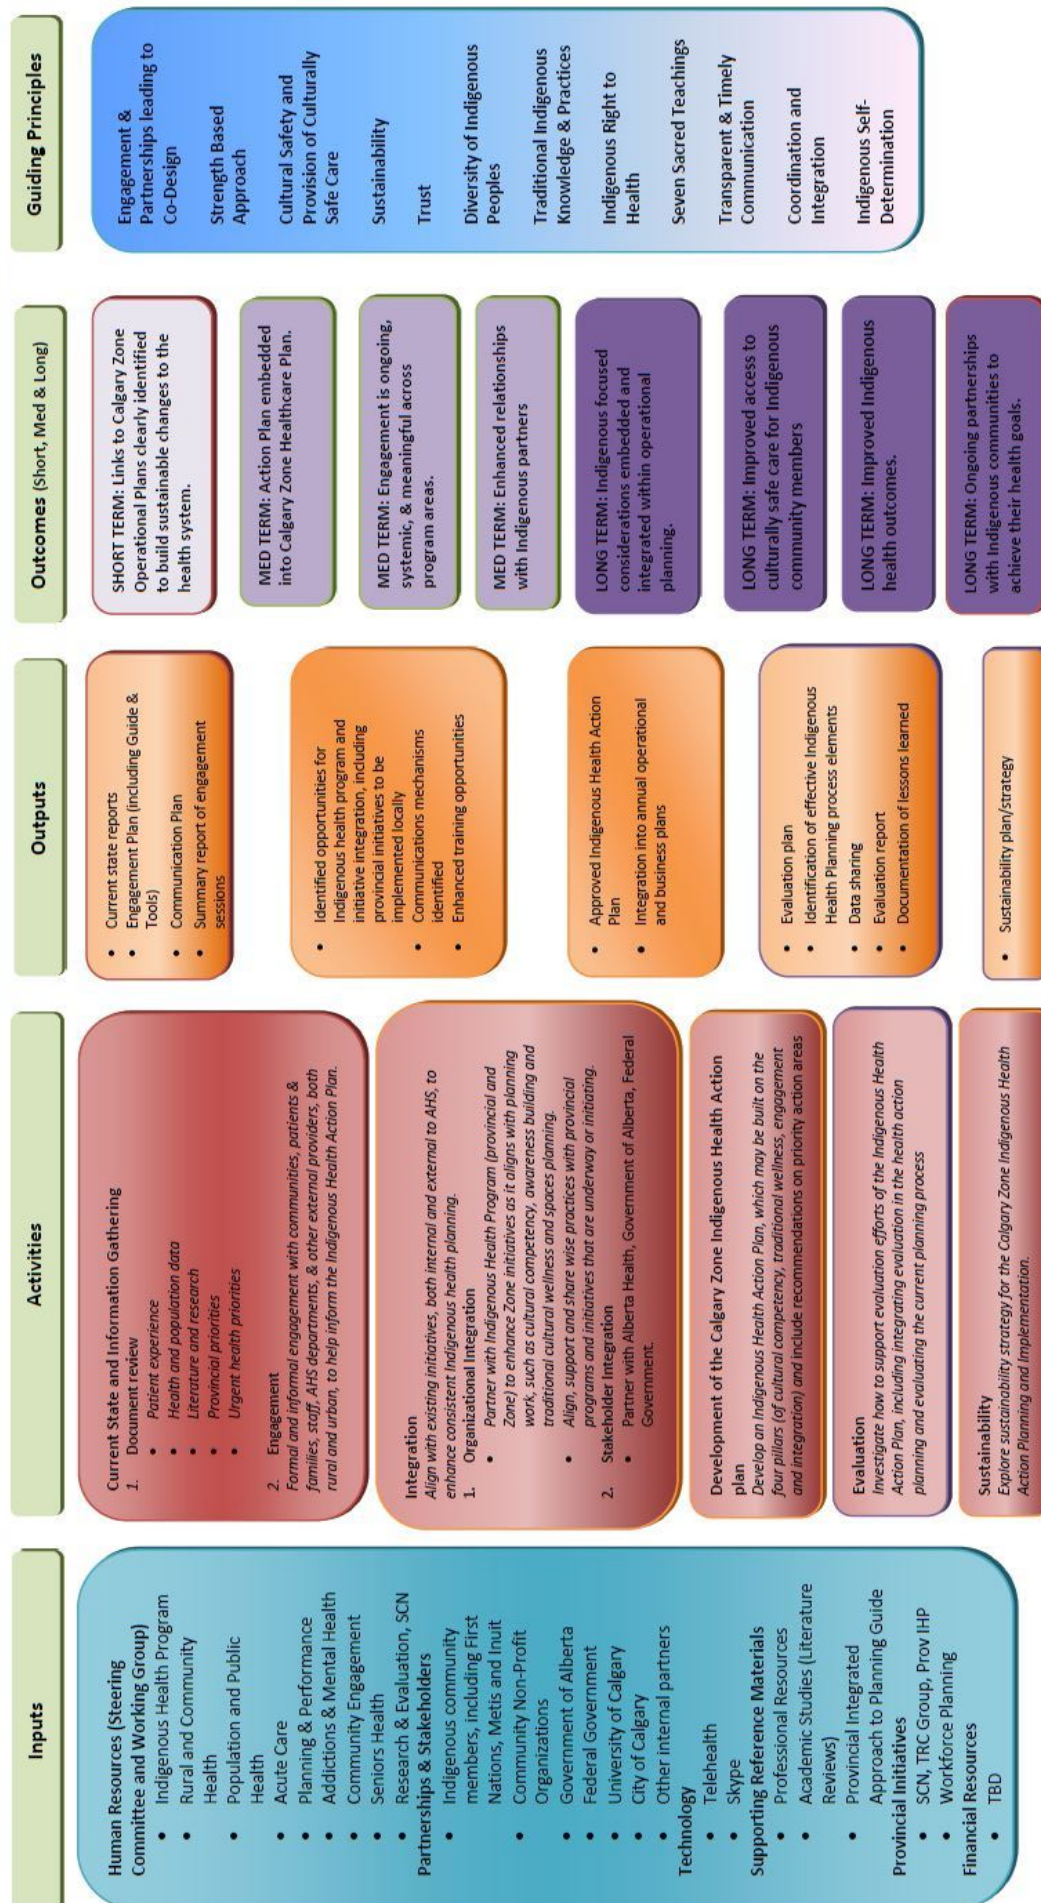 Inputs
Human Resources (Steering
Committee and Working Group)
• Indigenous Health Program
• Rural and Community
Health
• Population and Public
Health
• Acute Care
• Planning & Performance
• Addictions & Mental Health
• Community Engagement
• Seniors Health
• Research & Evaluation, SCN
Partnerships & Stakeholders
• Indigenous community
members, including First
Nations, Metis and Inuit
• Community Non-Profit
Organizations
• Government of Alberta
• Federal Government
• University of Calgary
• City of Calgary
• Other internal partners
Technology
• Telehealth
• Skype
Supporting Reference Materials
• Professional Resources
• Academic Studies (Literature
Reviews)
• Provincial Integrated
Approach to Planning Guide
Provincial Initiatives
• SCN, TRC Group, Prov IHP
• Workforce Planning
Financial Resources
• TBD
Activities
Current State and Information Gathering
1. Document review
• Patient experience
• Health and population data
• Literature and research
• Provincial priorities
• Urgent health priorities
2. Engagement
Formal and informal engagement with communities, patients &
families, staff, AHS departments, & other external providers, both
rural and urban, to help inform the Indigenous Health Action Plan.
Integration
Align with existing initiatives, both internal and external to AHS, to
enhance consistent Indigenous health planning.
1. Organizational Integration
• Partner with Indigenous Health Program (provincial and
Zone) to enhance Zone initiatives as it aligns with planning
work, such as cultural competency, awareness building and
traditional cultural wellness and spaces planning.
• Align, support and share wise practices with provincial
programs and initiatives that are underway or initiating.
2. Stakeholder Integration
• Partner with Alberta Health, Government of Alberta, Federal
Government.
Development of the Calgary Zone Indigenous Health Action
plan
Develop an Indigenous Health Action Plan, which may be built on the
four pillars (of cultural competency, traditional wellness, engagement
and integration) and include recommendations on priority action areas
Evaluation
Investigate how to support evaluation efforts of the Indigenous Health
Action Plan, including integrating evaluation in the health action
planning and evaluating the current planning process
Sustainability
Explore sustainability strategy for the Calgary Zone Indigenous Health
Action Planning and Implementation.
Outputs
• Current state reports
• Engagement Plan (including Guide &
Tools)
• Communication Plan
• Summary report of engagement
sessions
• Identified opportunities for
Indigenous health program and
initiative integration, including
provincial initiatives to be
implemented locally
• Communications mechanisms
identified
• Enhanced training opportunities
• Approved Indigenous Health Action
Plan
• Integration into annual operational
and business plans
• Evaluation plan
• Identification of effective Indigenous
Health Planning process elements
• Data sharing
• Evaluation report
• Documentation of lessons learned
• Sustainability plan/strategy
Outcomes (Short, Med & Long)
SHORT TERM: Links to Calgary Zone
Operational Plans clearly identified
to build sustainable changes to the
health system.
MED TERM: Action Plan embedded
into Calgary Zone Healthcare Plan.
MED TERM: Engagement is ongoing,
systemic, & meaningful across
program areas.
MED TERM: Enhanced relationships
with Indigenous partners
LONG TERM: Indigenous focused
considerations embedded and
integrated within operational
planning.
LONG TERM: Improved access to
culturally safe care for Indigenous
community members
LONG TERM: Improved Indigenous
health outcomes.
LONG TERM: Ongoing partnerships
with Indigenous communities to
achieve their health goals.
Guiding Principles
Engagement &
Partnerships leading to
Co-Design
Strength Based
Approach
Cultural Safety and
Provision of Culturally
Safe Care
Sustainability
Trust
Diversity of Indigenous
Peoples
Traditional Indigenous
Knowledge & Practices
Indigenous Right to
Health
Seven Sacred Teachings
Transparent & Timely
Communication
Coordination and
Integration
Indigenous Self-
Determination